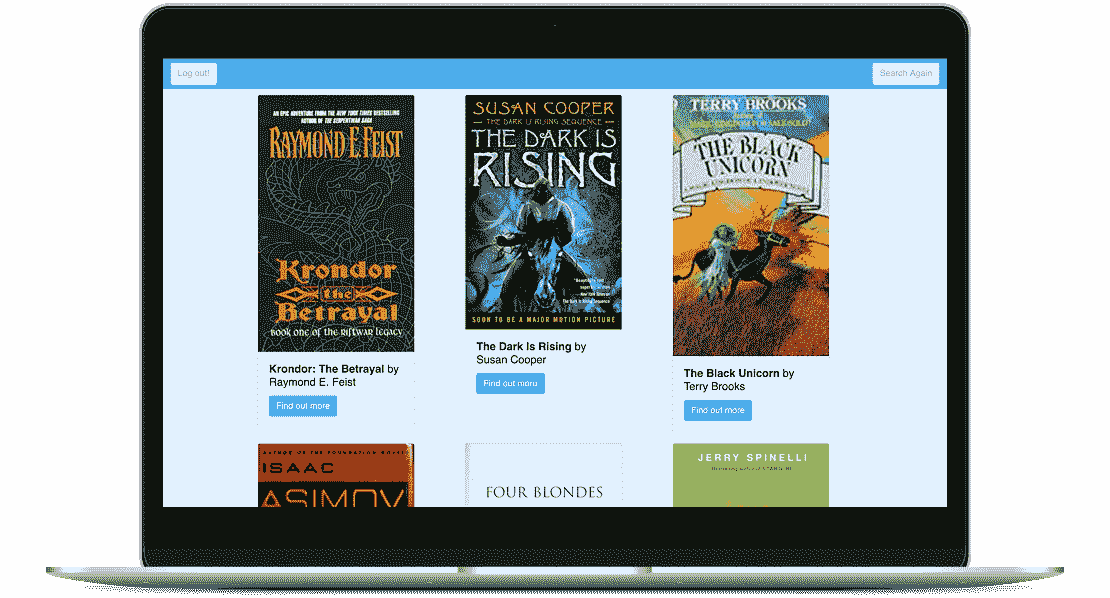 Log out!
Search Again
AN EPIC ADVENTURE FROM THE NEW YORK TIMES BESTSELLING
AUTHOR OF THE SERPENTWAR SAGA
RAYMOND E. FEIST
Krondor
the
Betrayal
BOOK ONE OF THE RIFTWAR LEGACY
Krondor: The Betrayal by
Raymond E. Feist
Find out more
SUSAN COOPER
THE DARK IS RISING SEQUENCE
THE DARK IS
RISING
SOON TO BE A MAJOR MOTION PICTURE
The Dark Is Rising by
Susan Cooper
Find out more
TERRY BROOKS
THE BLACK
UNICORN
The Black Unicorn by
Terry Brooks
Find out more
AUTHOR OF THE FOUNDATION NOVELS
ISAAC
ASIMOV
FOUR BLONDES
JERRY SPINELLI